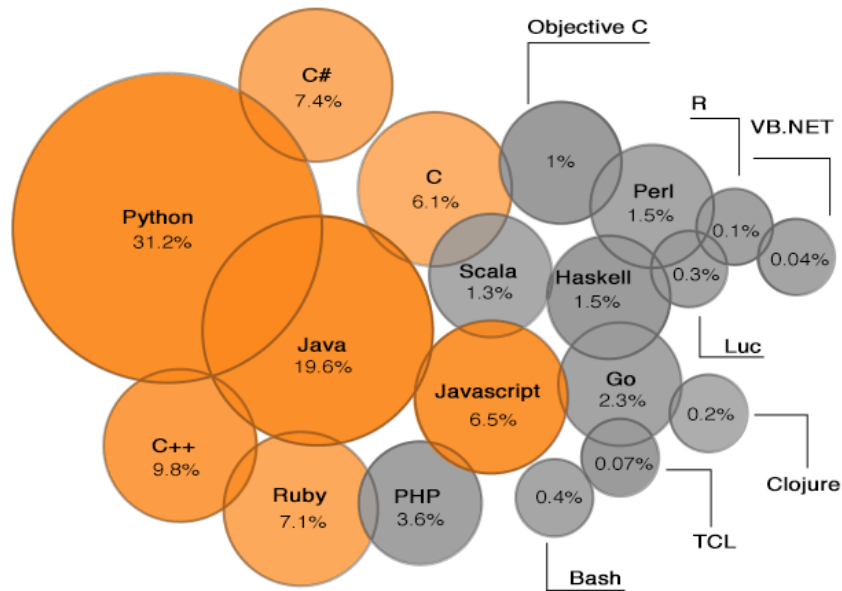 Objective C
C#
7.4%
R
VB.NET
C
6.1%
1%
Perl
1.5%
Python
31.2%
0.1%
0.04%
Scala
1.3%
Haskell
1.5%
0.3%
Java
19.6%
Luc
Javascript
6.5%
Go
2.3%
0.2%
C++
9.8%
0.07%
Clojure
Ruby
7.1%
PHP
3.6%
0.4%
TCL
Bash